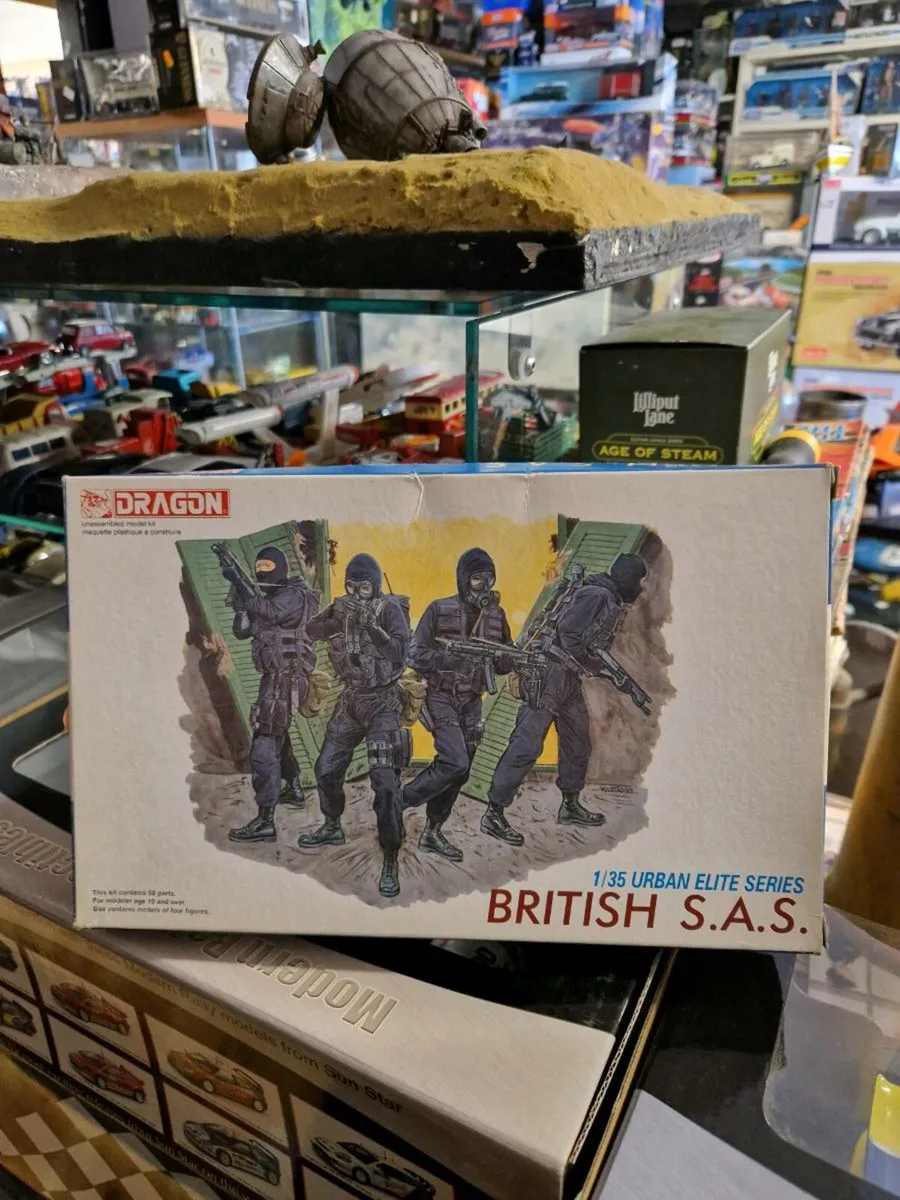 Lilliput
Lane
AGE OF STEAM
DRAGON
unassembled model kit
maquette plastique a construire
VOLSTAD
This kit contains 58 parts.
For modeler age 10 and over.
Box contains models of four figures.
1/35 URBAN ELITE SERIES
BRITISH S.A.S.
Modern
models from Sun Star